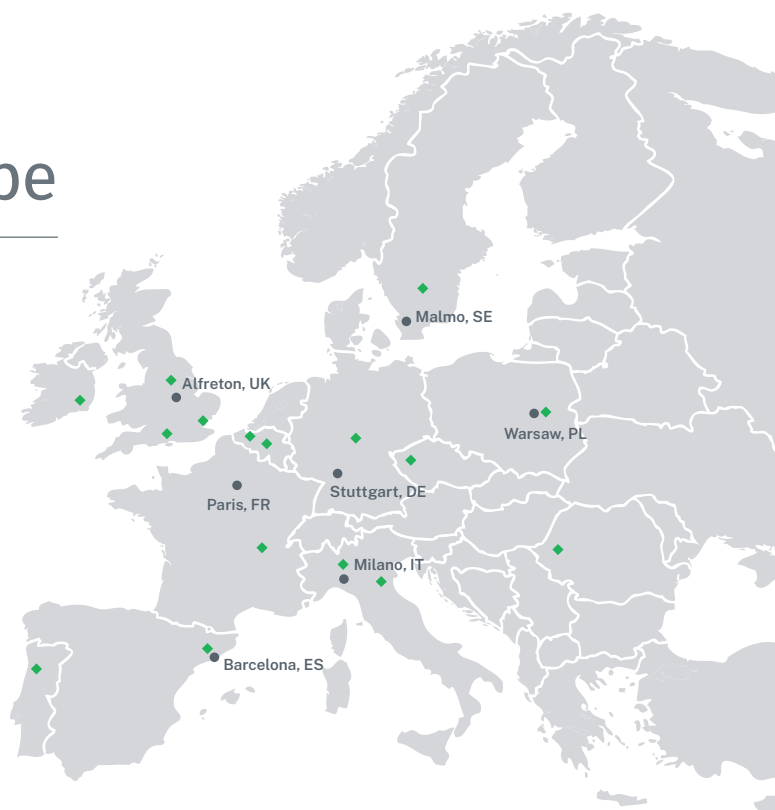 pe
Malmo, SE
Alfreton, UK
Warsaw, PL
Stuttgart, DE
Paris, FR
Milano, IT
Barcelona, ES